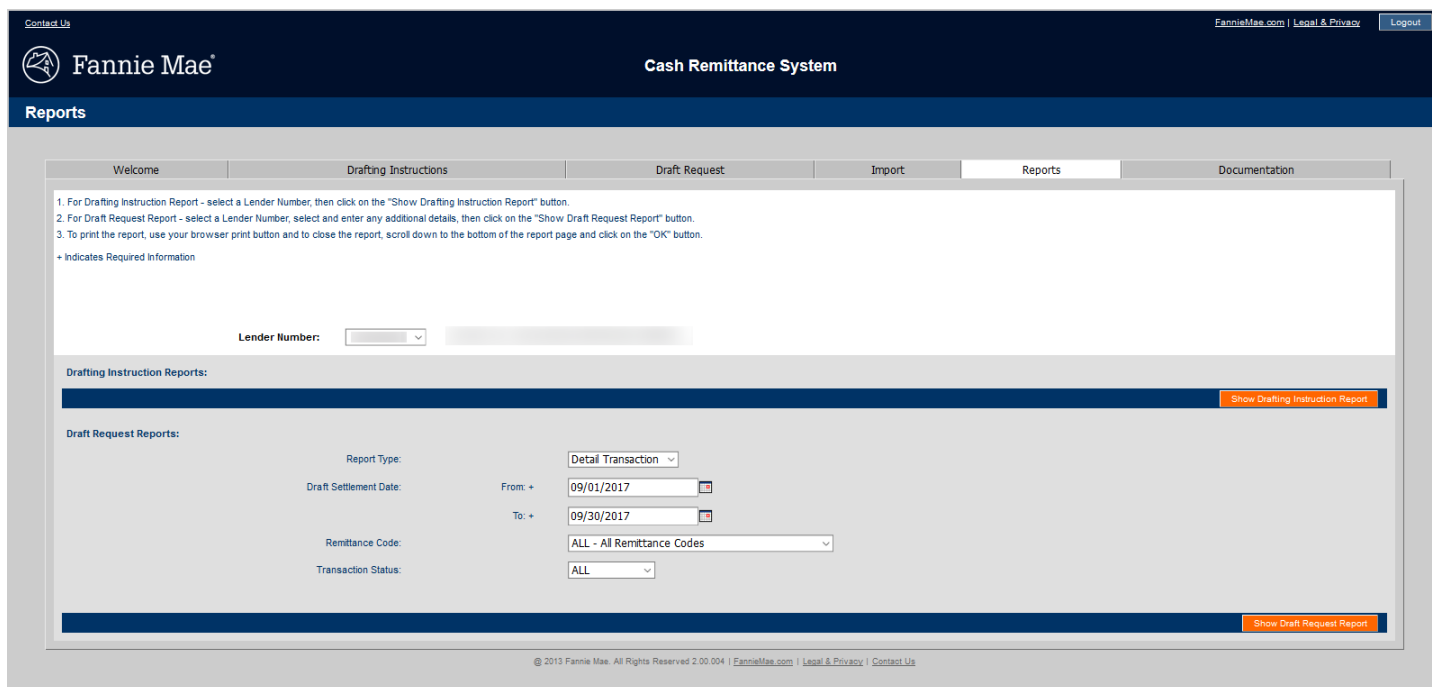 Contact Us
FannieMae.com | Legal & Privacy
Logout
Fannie Mae®
Cash Remittance System
Reports
Welcome
Drafting Instructions
Draft Request
Import
Reports
Documentation
1. For Drafting Instruction Report - select a Lender Number, then click on the "Show Drafting Instruction Report" button.
2. For Draft Request Report - select a Lender Number, select and enter any additional details, then click on the "Show Draft Request Report" button.
3. To print the report, use your browser print button and to close the report, scroll down to the bottom of the report page and click on the "OK" button.
+ Indicates Required Information
Lender Number:
Drafting Instruction Reports:
Show Drafting Instruction Report
Draft Request Reports:
Report Type: Detail Transaction
Draft Settlement Date: From: + 09/01/2017
To: + 09/30/2017
Remittance Code: ALL - All Remittance Codes
Transaction Status: ALL
Show Draft Request Report
@ 2013 Fannie Mae. All Rights Reserved 2.00.004 | FannieMae.com | Legal & Privacy | Contact Us